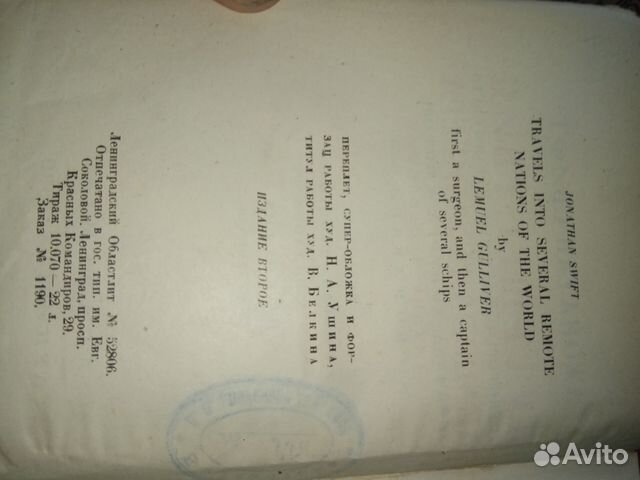 JONATHAN SWIFT
TRAVELS INTO SEVERAL REMOTE
NATIONS OF THE WORLD
by
LEMUEL GULLIVER
first a surgeon, and then a captain
of several schips
ПЕРЕПЛЕТ, СУПЕР-ОБЛОЖКА И ФОР-
ЗАЦ РАБОТЫ ХУД. Н. А. УШИНА,
ТИТУЛ РАБОТЫ ХУД. В. БЕЛКИНА
ИЗДАНИЕ ВТОРОЕ
Ленинградский Областлит № 52806.
Отпечатано в гос. тип. им. Евг.
Соколовой, Ленинград, просп.
Красных Командиров, 29.
Тираж 10.070 — 22 л.
Заказ № 1190.
Avito